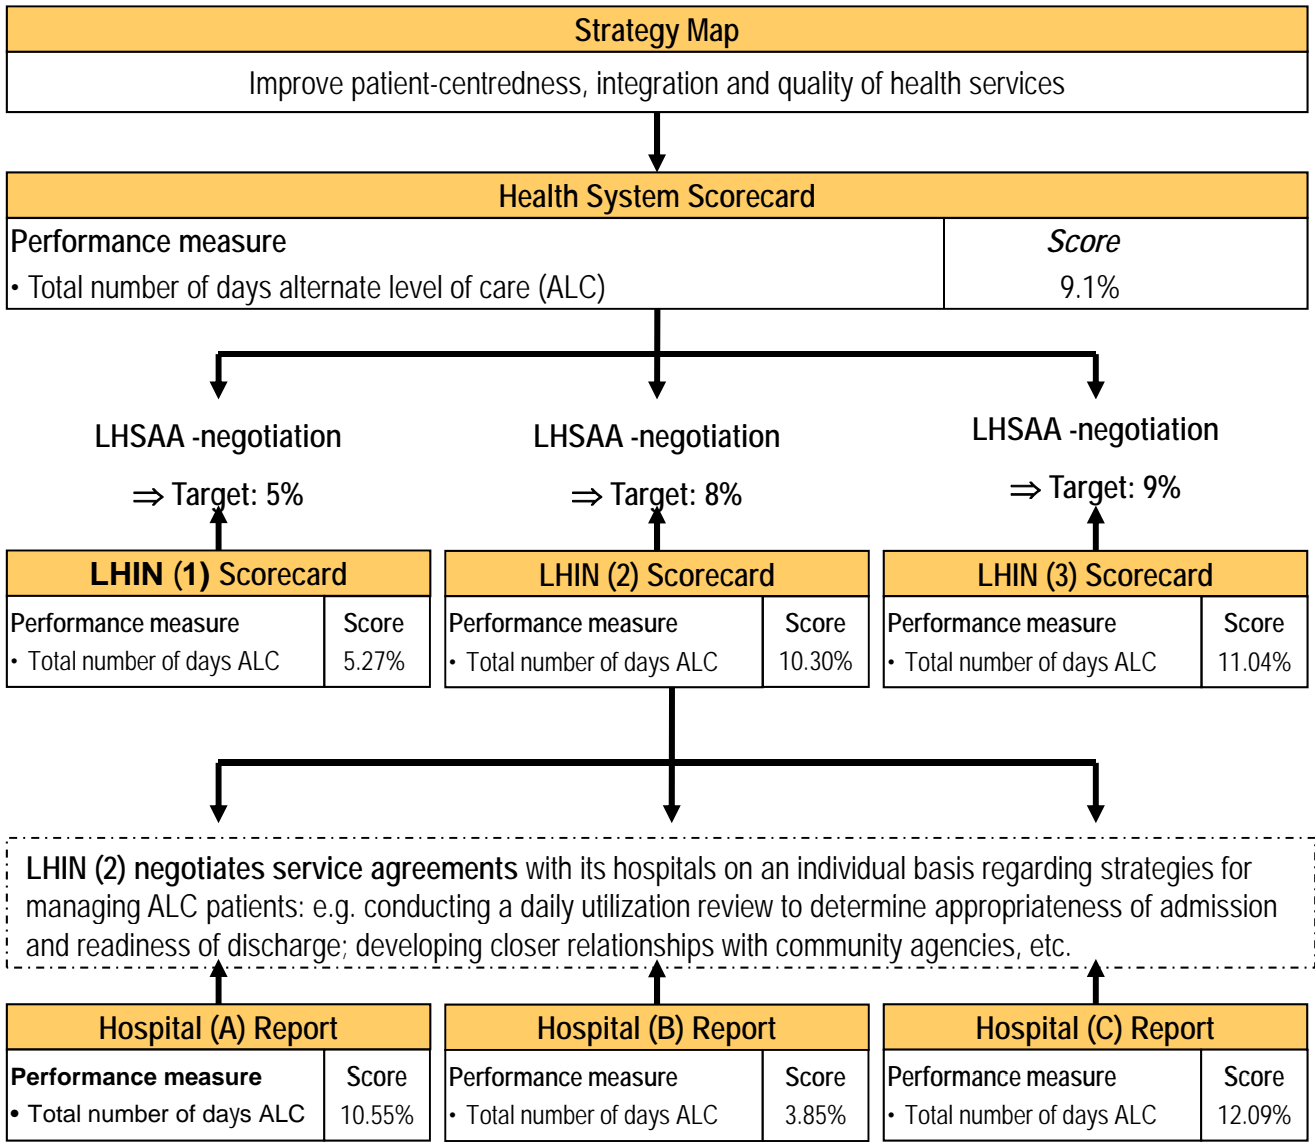 Strategy Map
Improve patient-centredness, integration and quality of health services
Health System Scorecard
Performance measure Score
• Total number of days alternate level of care (ALC) 9.1%
LHSAA -negotiation
⇒ Target: 5%
LHSAA -negotiation
⇒ Target: 8%
LHSAA -negotiation
⇒ Target: 9%
LHIN (1) Scorecard
Performance measure Score
• Total number of days ALC 5.27%
LHIN (2) Scorecard
Performance measure Score
• Total number of days ALC 10.30%
LHIN (3) Scorecard
Performance measure Score
• Total number of days ALC 11.04%
LHIN (2) negotiates service agreements with its hospitals on an individual basis regarding strategies for
managing ALC patients: e.g. conducting a daily utilization review to determine appropriateness of admission
and readiness of discharge; developing closer relationships with community agencies, etc.
Hospital (A) Report
Performance measure Score
• Total number of days ALC 10.55%
Hospital (B) Report
Performance measure Score
• Total number of days ALC 3.85%
Hospital (C) Report
Performance measure Score
• Total number of days ALC 12.09%